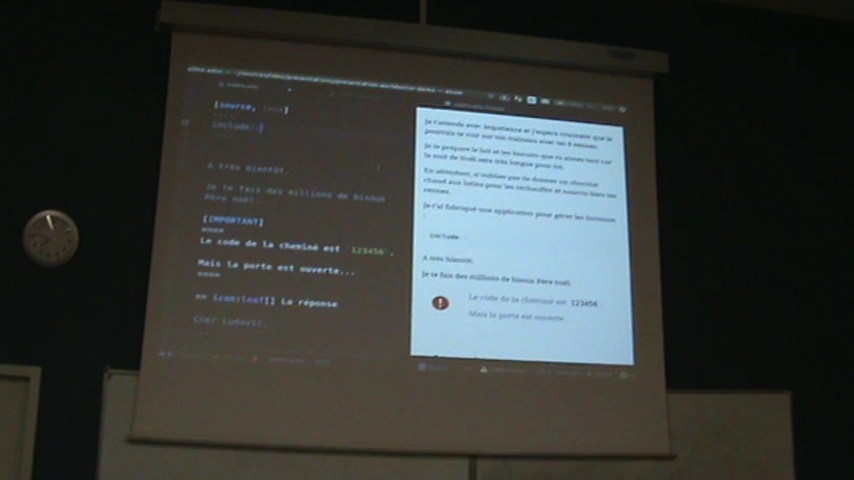 [source, java]
----
include::[
A très bientôt.
Je te fais des millions de bisous
Père noël.
[IMPORTANT]
====
Le code de la cheminé est `123456`.
Mais la porte est ouverte...
====
== icon:leaf[] La réponse
Cher Ludovic,
Je t'attends avec impatience et j'espère vraiment que je
pourrais te voir sur ton traîneau avec tes 8 rennes.
Je te prépare le lait et les biscuits que tu aimes tant car
la nuit de Noël sera très longue pour toi.
En attendant, n'oublies pas de donner un chocolat
chaud aux lutins pour les réchauffer et nourrir bien tes
rennes.
Je t'ai fabriqué une application pour gérer les livraisons
:
include
A très bientôt,
Je te fais des millions de bisous Père noël.
Le code de la cheminé est 123456.
Mais la porte est ouverte...